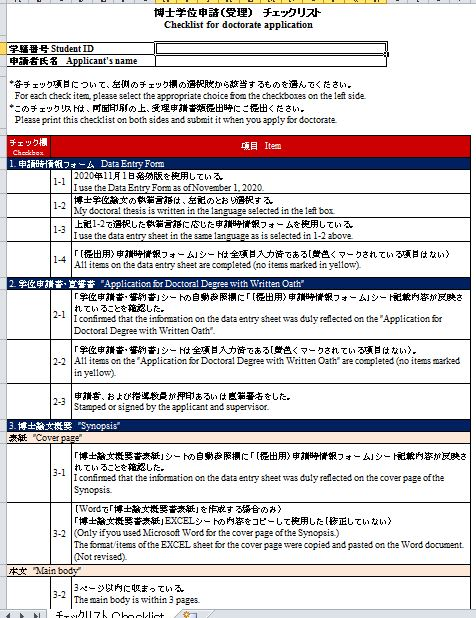 博士学位申請(受理) チェックリスト
Checklist for doctorate application
学籍番号 Student ID
申請者氏名 Applicant's name
*各チェック項目について、左側のチェック欄の選択肢から該当するものを選んでください。
For each check item, please select the appropriate choice from the checkboxes on the left side.
*このチェックリストは、両面印刷の上、受理申請書類提出時にご提出ください。
Please print this checklist on both sides and submit it when you apply for doctorate.
チェック欄 項目 Item
Checkbox
1. 申請時情報フォーム Data Entry Form
1-1 2020年11月1日始動版を使用している。
I use the Data Entry Form as of November 1, 2020.
1-2 博士学位論文の執筆言語は、左記のとおり選択する。
My doctoral thesis is written in the language selected in the left box.
1-3 上記1-2で選択した執筆言語に応じた申請時情報フォームを使用している。
I use the data entry sheet in the same language as is selected in 1-2 above.
1-4 「(提出用)申請時情報フォーム」シートは全項目入力済である(黄色くマークされている項目はない)
All items on the data entry sheet are completed (no items marked in yellow).
2. 学位申請書・宣誓書 "Application for Doctoral Degree with Written Oath"
2-1 「学位申請書・誓約書」シートの自動参照欄に「(提出用)申請時情報フォーム」シート記載内容が反映さ
れていることを確認した。
I confirmed that the information on the data entry sheet was duly reflected on the "Application for
Doctoral Degree with Written Oath".
2-2 「学位申請書・誓約書」シートは全項目入力済である(黄色くマークされている項目はない)。
All items on the "Application for Doctoral Degree with Written Oath" are completed (no items marked
in yellow).
2-3 申請者、および指導教員が押印あるいは直筆署名をした。
Stamped or signed by the applicant and supervisor.
3. 博士論文概要 "Synopsis"
表紙 "Cover page"
3-1 「博士論文概要書表紙」シートの自動参照欄に「(提出用)申請時情報フォーム」シート記載内容が反映さ
れていることを確認した。
I confirmed that the information on the data entry sheet was duly reflected on the cover page of the
Synopsis.
3-2 (Wordで「博士論文概要書表紙」を作成する場合のみ)
「博士論文概要書表紙」EXCELシートの内容をコピーして使用した(修正していない)
(Only if you used Microsoft Word for the cover page of the Synopsis.)
The format/items of the EXCEL sheet for the cover page were copied and pasted on the Word document.
(Not revised).
本文 "Main body"
3-2 3ページ以内に収まっている。
The main body is within 3 pages.
チェックリスト Checklist